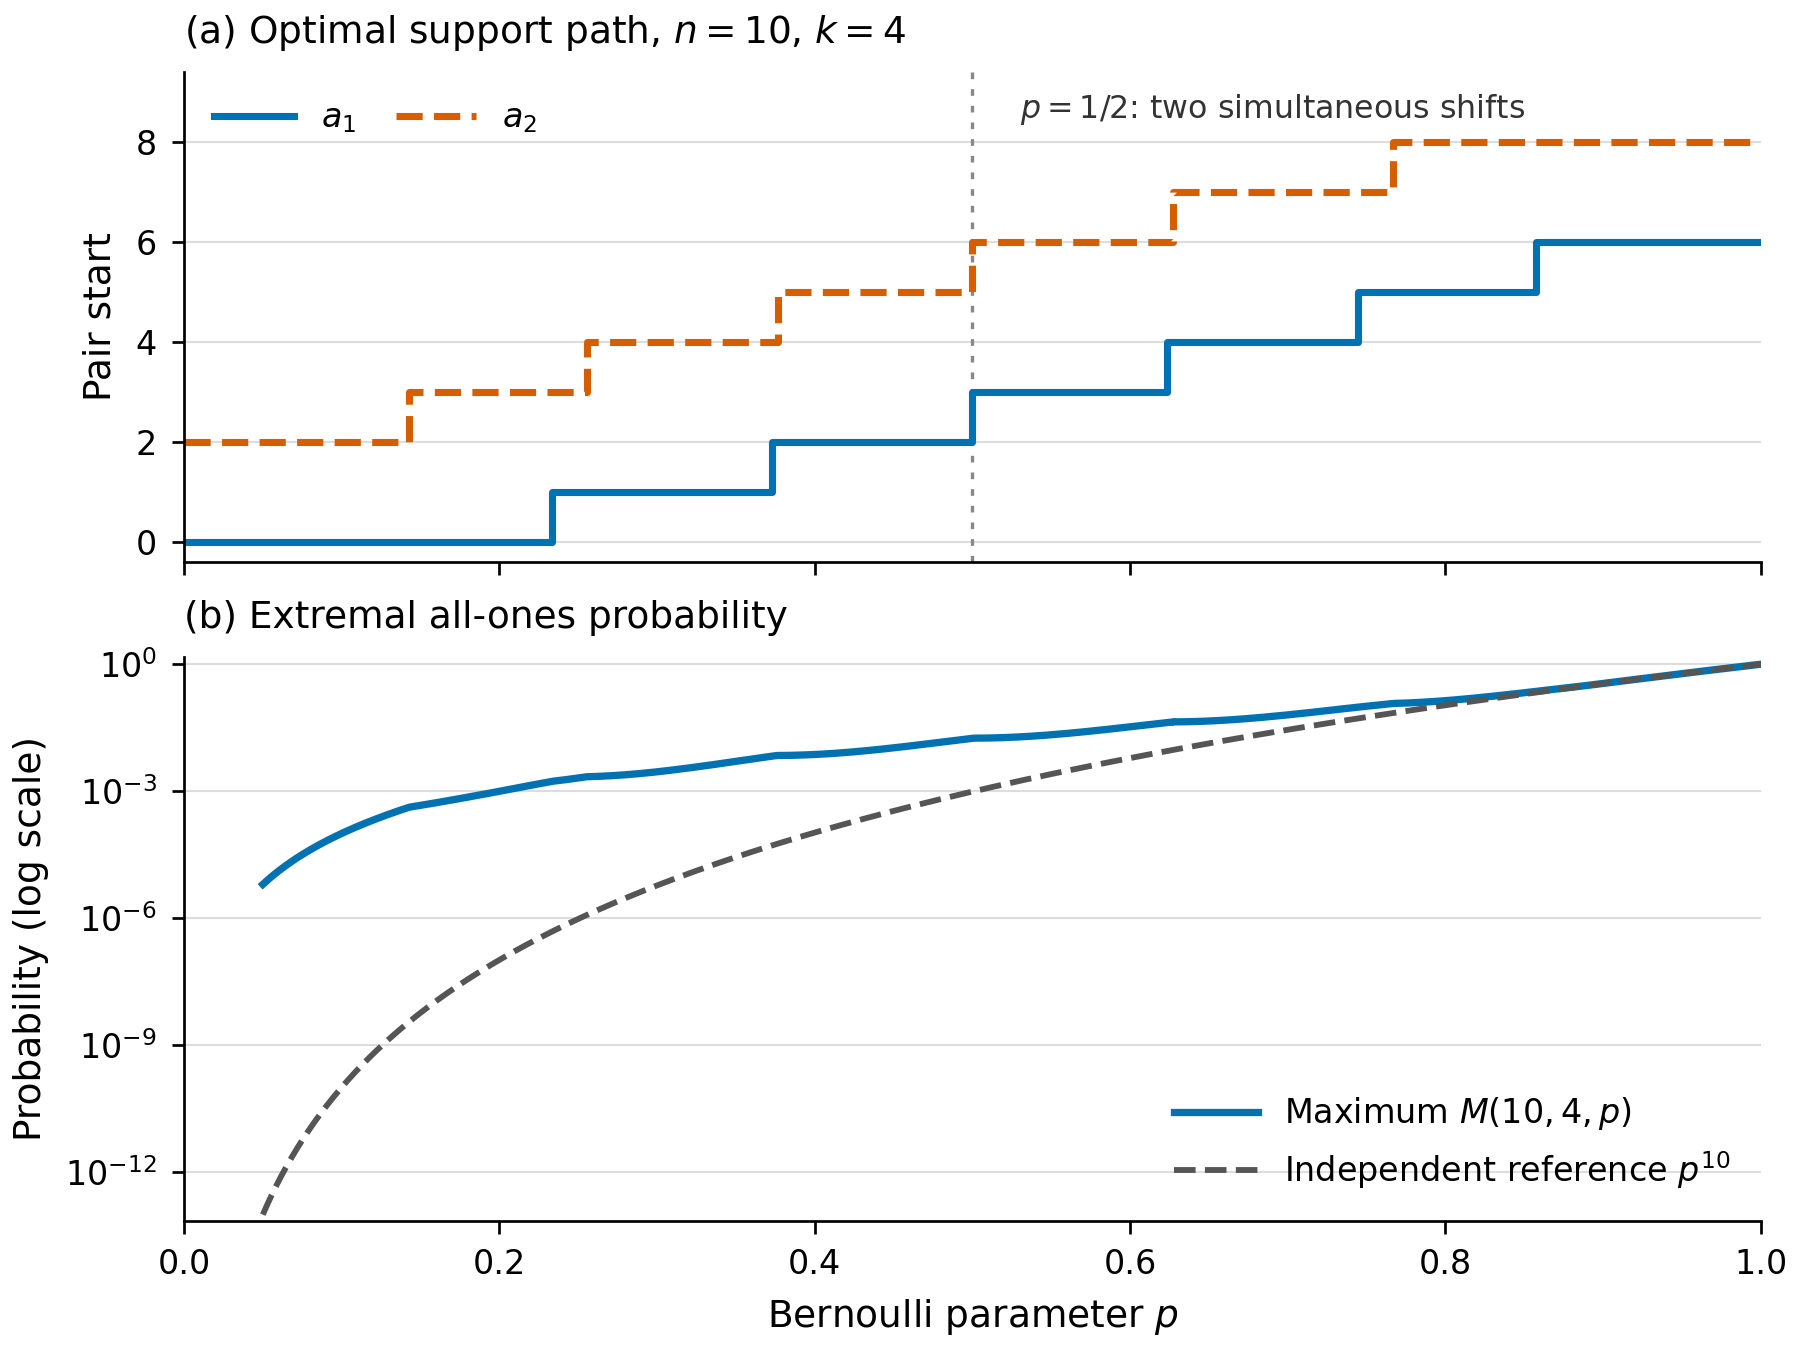 (a) Optimal support path, n = 10, k = 4
a₁
a₂
p = 1/2: two simultaneous shifts
Pair start
8
6
4
2
0
(b) Extremal all-ones probability
Probability (log scale)
10⁰
10⁻³
10⁻⁶
10⁻⁹
10⁻¹²
Maximum M(10, 4, p)
Independent reference p¹⁰
0.0 0.2 0.4 0.6 0.8 1.0
Bernoulli parameter p